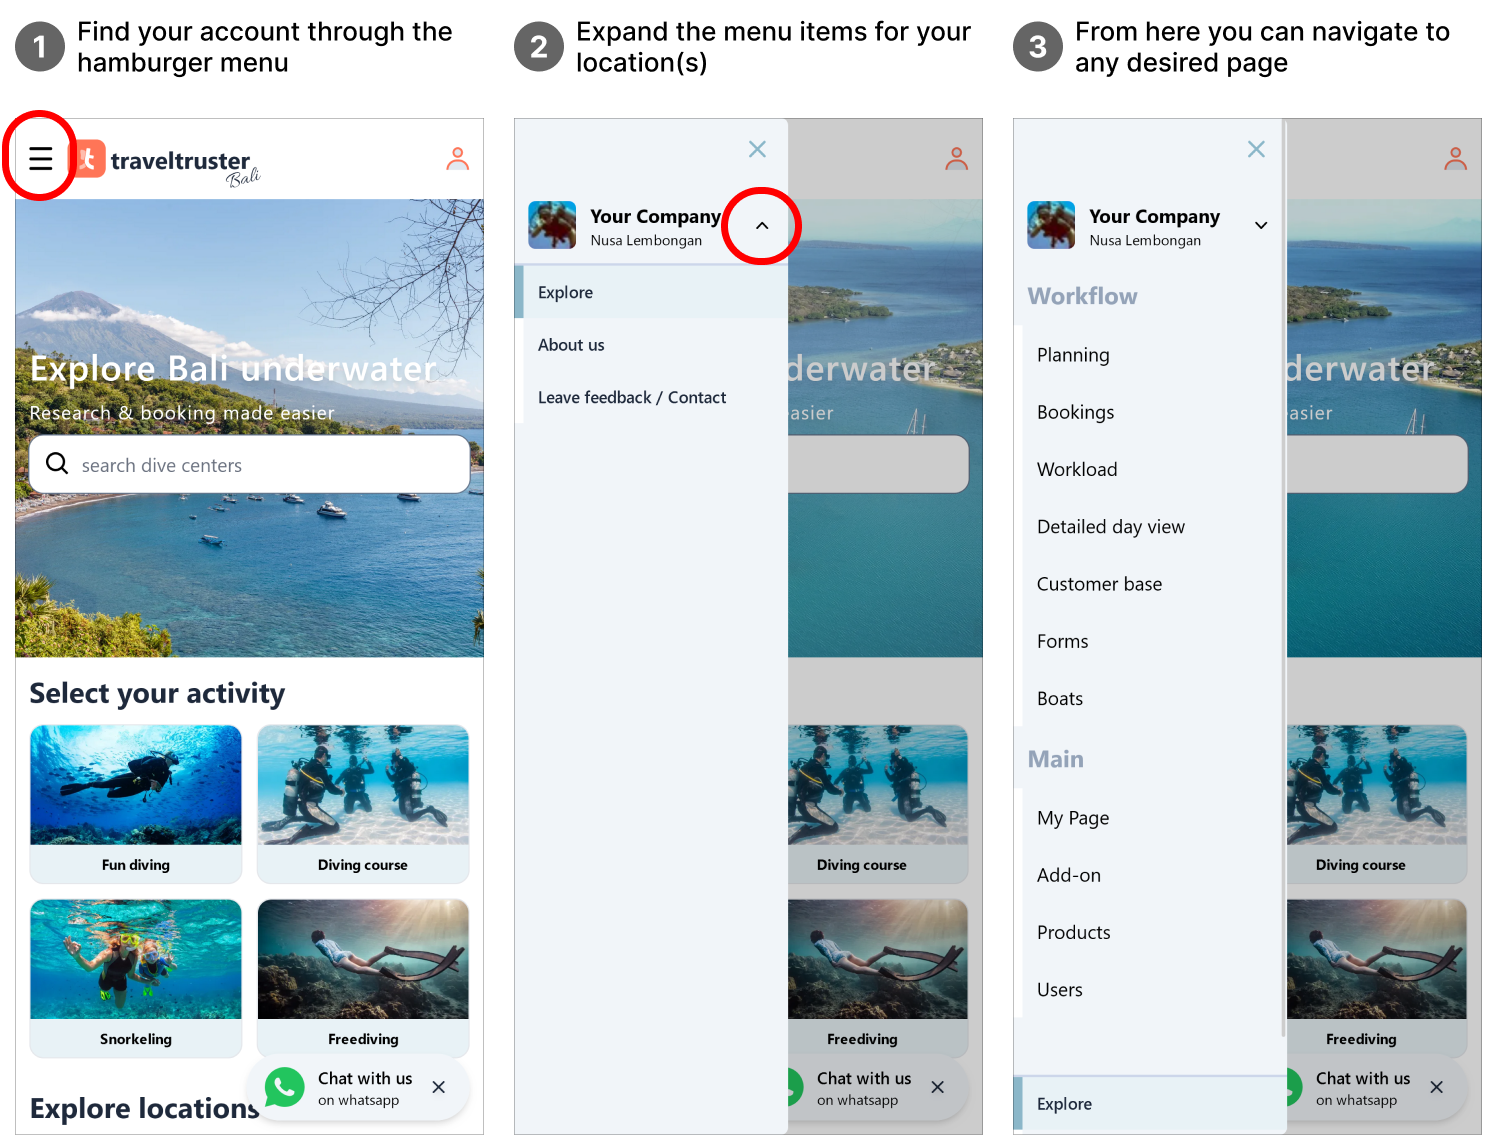 1
Find your account through the
hamburger menu
traveltruster
Bali
Explore Bali underwater
Research & booking made easier
search dive centers
Select your activity
Fun diving
Diving course
Snorkeling
Freediving
Chat with us
on whatsapp
Explore locations
2
Expand the menu items for your
location(s)
Your Company
Nusa Lembongan
Explore
About us
Leave feedback / Contact
derwater
asier
Diving course
Freediving
Chat with us
on whatsapp
3
From here you can navigate to
any desired page
Your Company
Nusa Lembongan
Workflow
Planning
Bookings
Workload
Detailed day view
Customer base
Forms
Boats
Main
My Page
Add-on
Products
Users
Explore
derwater
asier
Diving course
Freediving
Chat with us
on whatsapp